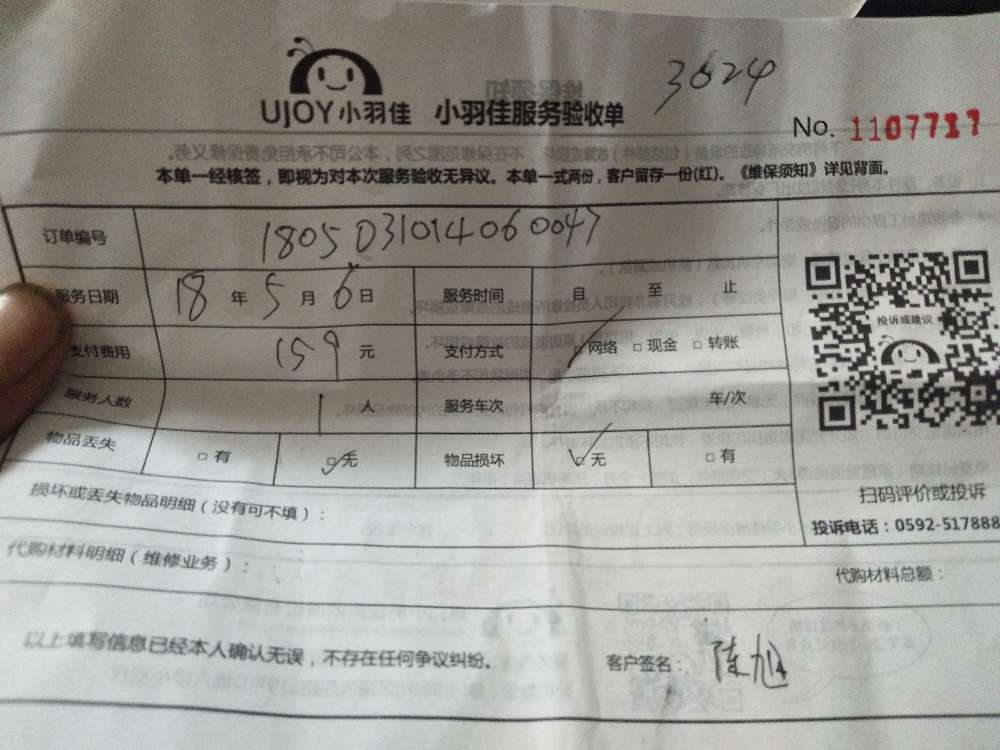 3624
UJOY小羽佳 小羽佳服务验收单
No. 1107717
本单一经核签,即视为对本次服务验收无异议。本单一式两份,客户留存一份(红)。《维保须知》详见背面。
订单编号 18050310140600047
服务日期 18 年 5 月 6 日 服务时间 自 至 止
支付费用 159 元 支付方式 □网络 □现金 □转账
服务人数 1 人 服务车次 车/次
物品丢失 □有 □无 物品损坏 □无 □有
投诉或建议
扫码评价或投诉
投诉电话:0592-517888
损坏或丢失物品明细(没有可不填):
代购材料明细(维修业务): 代购材料总额:
以上填写信息已经本人确认无误,不存在任何争议纠纷。 客户签名: 陈旭